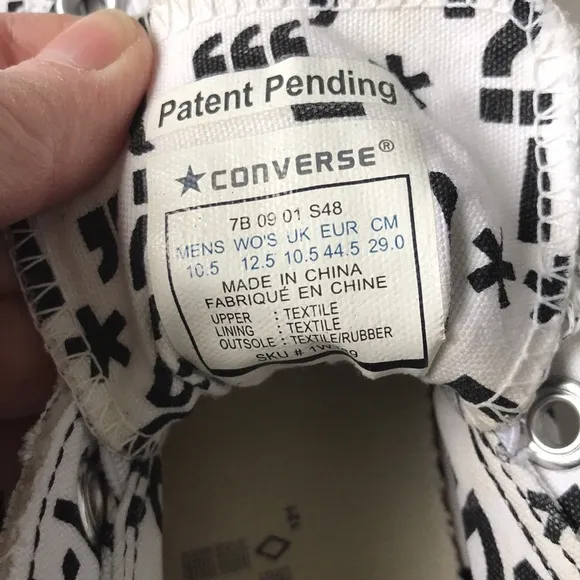 Patent Pending
CONVERSE®
7B 09 01 S48
MENS WO'S UK EUR CM
10.5 12.5 10.5 44.5 29.0
MADE IN CHINA
FABRIQUÉ EN CHINE
UPPER : TEXTILE
LINING : TEXTILE
OUTSOLE : TEXTILE/RUBBER
SKU #